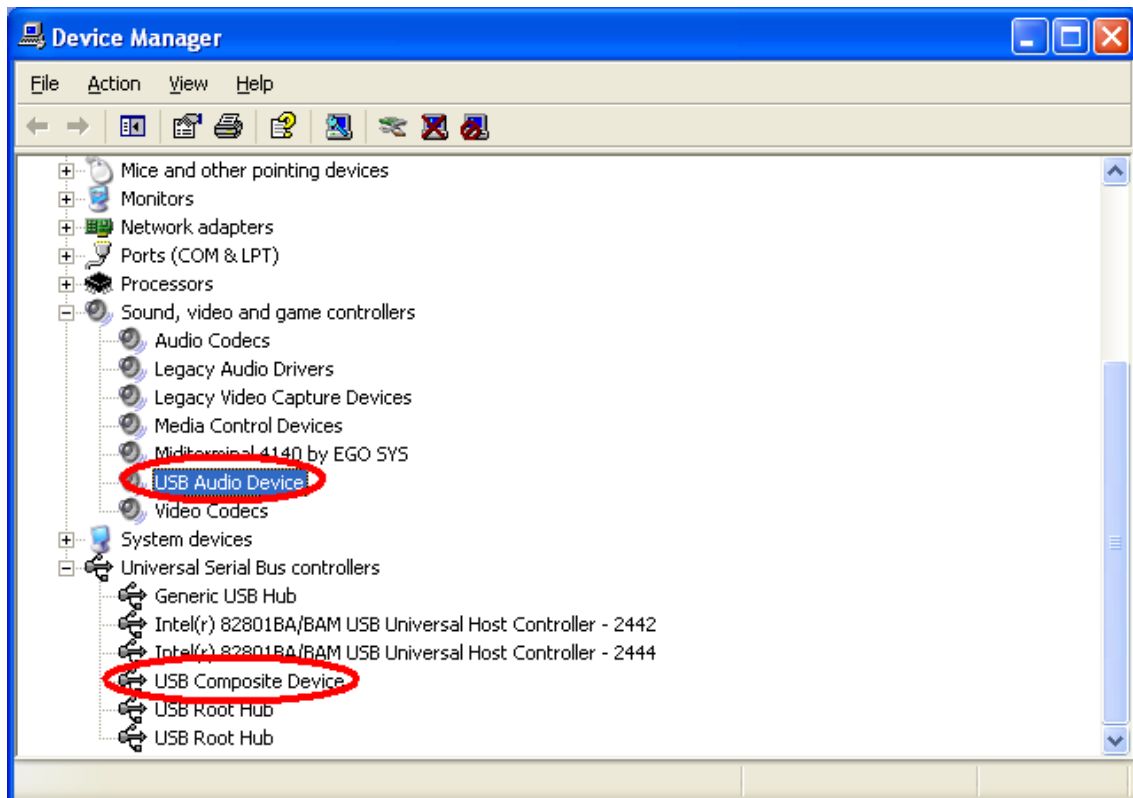 Device Manager
File Action View Help
Mice and other pointing devices
Monitors
Network adapters
Ports (COM & LPT)
Processors
Sound, video and game controllers
Audio Codecs
Legacy Audio Drivers
Legacy Video Capture Devices
Media Control Devices
Miditerminal 4140 by EGO SYS
USB Audio Device
Video Codecs
System devices
Universal Serial Bus controllers
Generic USB Hub
Intel(r) 82801BA/BAM USB Universal Host Controller - 2442
Intel(r) 82801BA/BAM USB Universal Host Controller - 2444
USB Composite Device
USB Root Hub
USB Root Hub